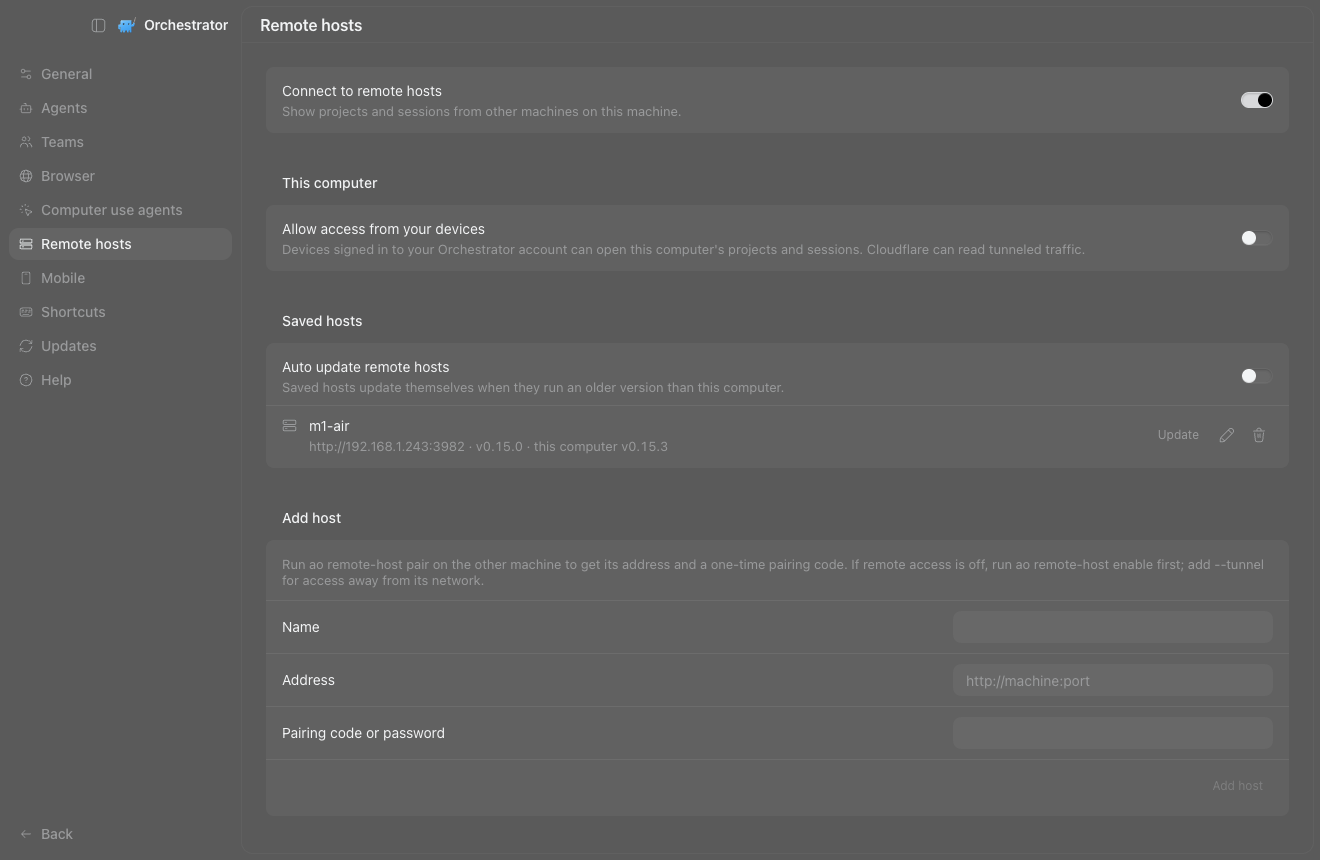 Orchestrator
General
Agents
Teams
Browser
Computer use agents
Remote hosts
Mobile
Shortcuts
Updates
Help
Back
Remote hosts
Connect to remote hosts
Show projects and sessions from other machines on this machine.
This computer
Allow access from your devices
Devices signed in to your Orchestrator account can open this computer's projects and sessions. Cloudflare can read tunneled traffic.
Saved hosts
Auto update remote hosts
Saved hosts update themselves when they run an older version than this computer.
m1-air
http://192.168.1.243:3982 · v0.15.0 · this computer v0.15.3
Update
Add host
Run ao remote-host pair on the other machine to get its address and a one-time pairing code. If remote access is off, run ao remote-host enable first; add --tunnel
for access away from its network.
Name
Address
http://machine:port
Pairing code or password
Add host